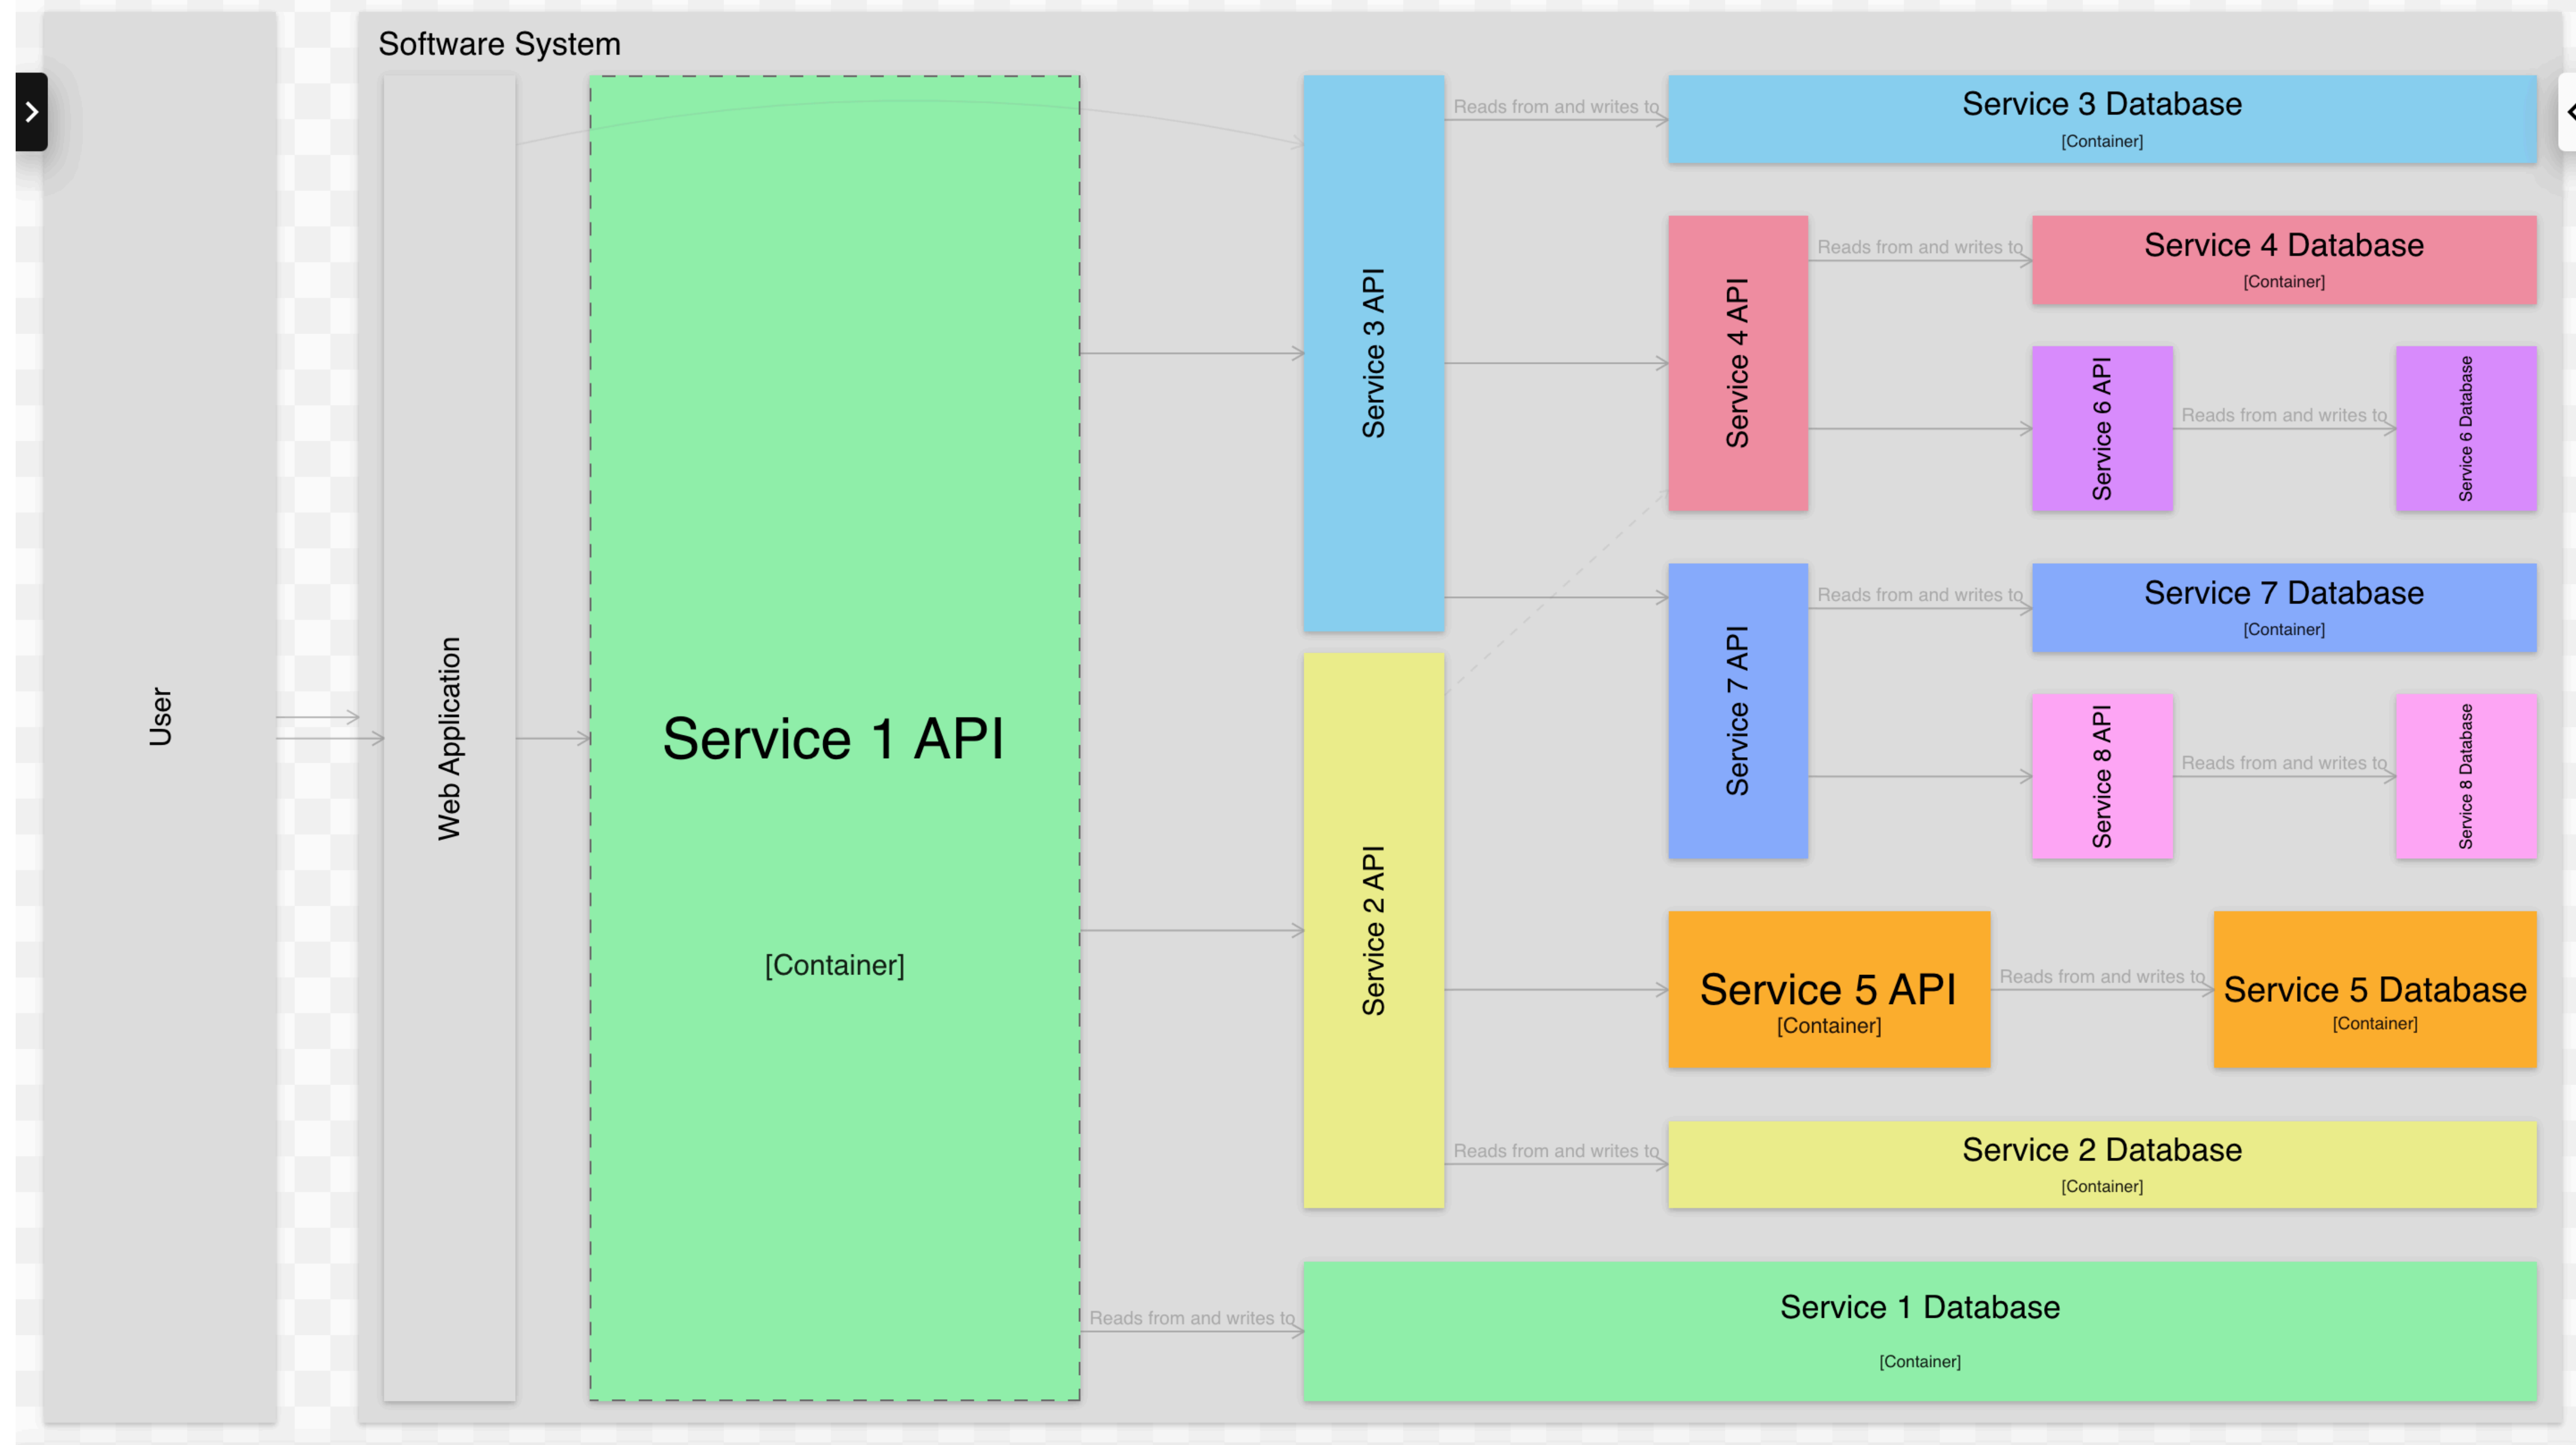 Software System
User
Web Application
Service 1 API
[Container]
Service 3 API
Reads from and writes to
Service 3 Database
[Container]
Service 4 API
Reads from and writes to
Service 4 Database
[Container]
Service 6 API
Reads from and writes to
Service 6 Database
Service 7 API
Reads from and writes to
Service 7 Database
[Container]
Service 8 API
Reads from and writes to
Service 8 Database
Service 2 API
Service 5 API
[Container]
Reads from and writes to
Service 5 Database
[Container]
Reads from and writes to
Service 2 Database
[Container]
Reads from and writes to
Service 1 Database
[Container]